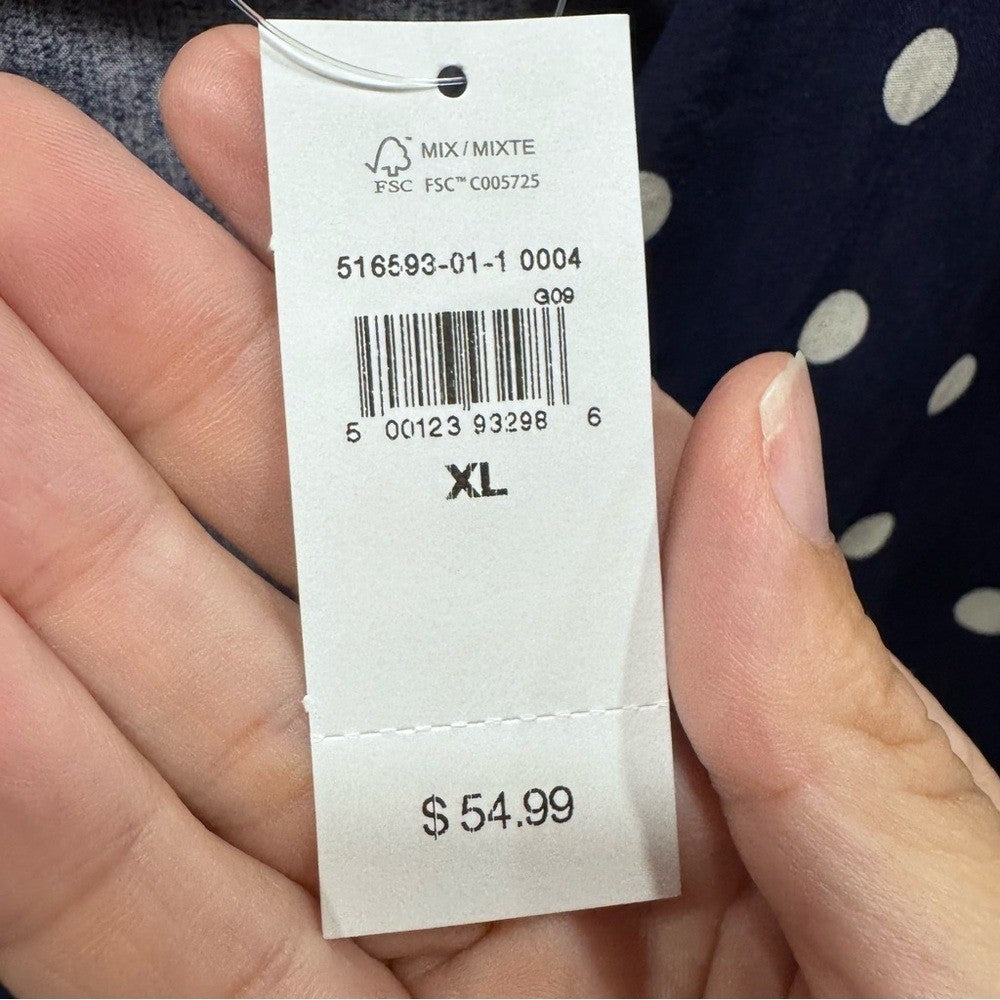 MIX / MIXTE
FSC FSC™ C005725
516593-01-1 0004
G09
5 00123 93298 6
XL
$ 54.99